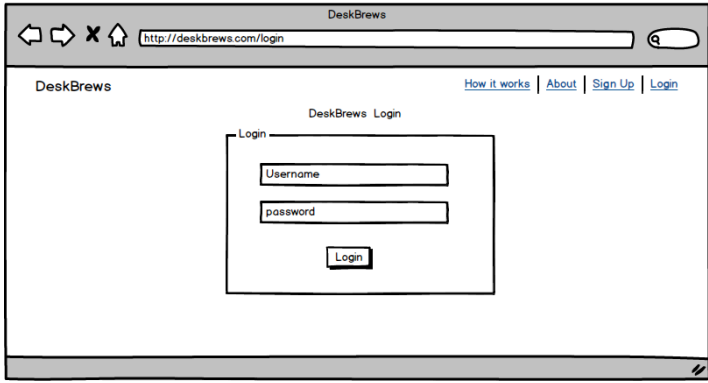 DeskBrews
http://deskbrews.com/login
DeskBrews How it works About Sign Up Login
DeskBrews Login
Login
Username
password
Login